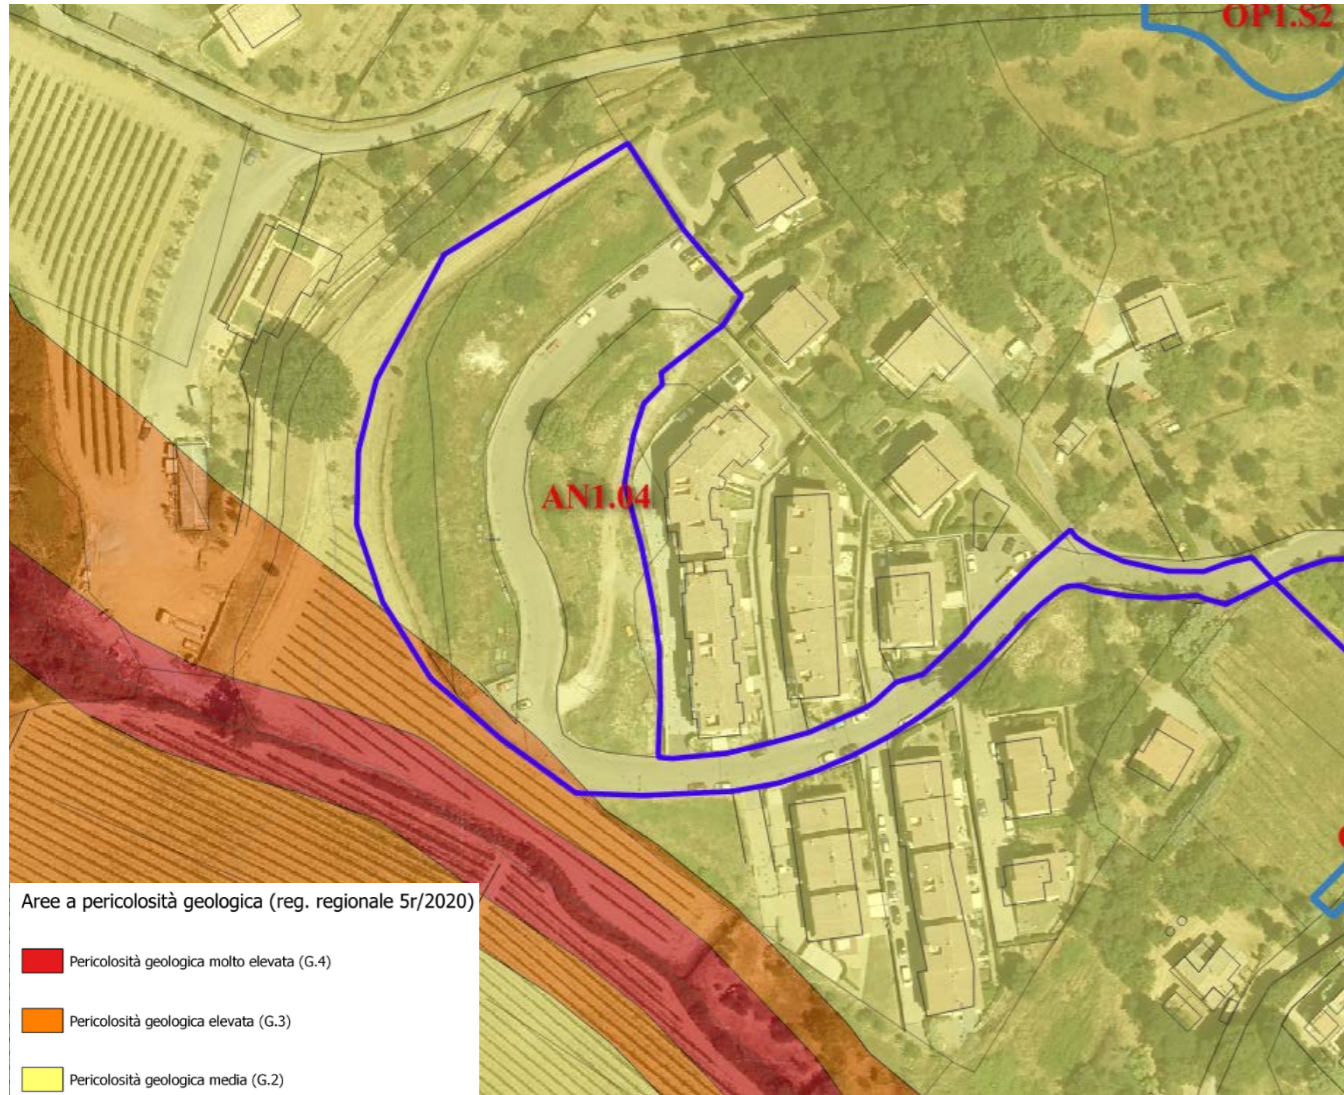 OP1.S2
AN1.04
Aree a pericolosità geologica (reg. regionale 5r/2020)
Pericolosità geologica molto elevata (G.4)
Pericolosità geologica elevata (G.3)
Pericolosità geologica media (G.2)